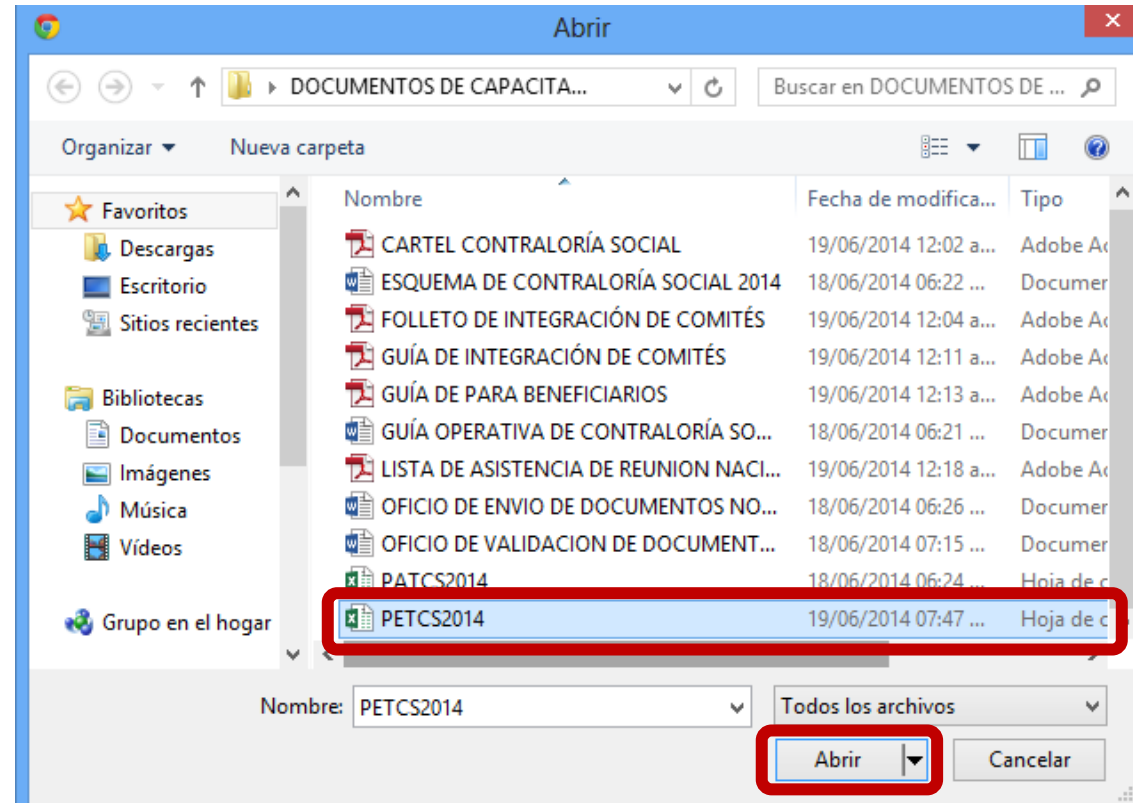 Abrir
DOCUMENTOS DE CAPACITA...
Buscar en DOCUMENTOS DE ...
Organizar
Nueva carpeta
Favoritos
Descargas
Escritorio
Sitios recientes
Bibliotecas
Documentos
Imágenes
Música
Vídeos
Grupo en el hogar
Nombre Fecha de modifica... Tipo
CARTEL CONTRALORÍA SOCIAL 19/06/2014 12:02 a... Adobe Ac
ESQUEMA DE CONTRALORÍA SOCIAL 2014 18/06/2014 06:22 ... Documer
FOLLETO DE INTEGRACIÓN DE COMITÉS 19/06/2014 12:04 a... Adobe Ac
GUÍA DE INTEGRACIÓN DE COMITÉS 19/06/2014 12:11 a... Adobe Ac
GUÍA DE PARA BENEFICIARIOS 19/06/2014 12:13 a... Adobe Ac
GUÍA OPERATIVA DE CONTRALORÍA SO... 18/06/2014 06:21 ... Documer
LISTA DE ASISTENCIA DE REUNION NACI... 19/06/2014 12:18 a... Adobe Ac
OFICIO DE ENVIO DE DOCUMENTOS NO... 18/06/2014 06:26 ... Documer
OFICIO DE VALIDACION DE DOCUMENT... 18/06/2014 07:15 ... Documer
PATCS2014 18/06/2014 06:24 ... Hoja de c
PETCS2014 19/06/2014 07:47 ... Hoja de c
Nombre: PETCS2014 Todos los archivos
Abrir Cancelar